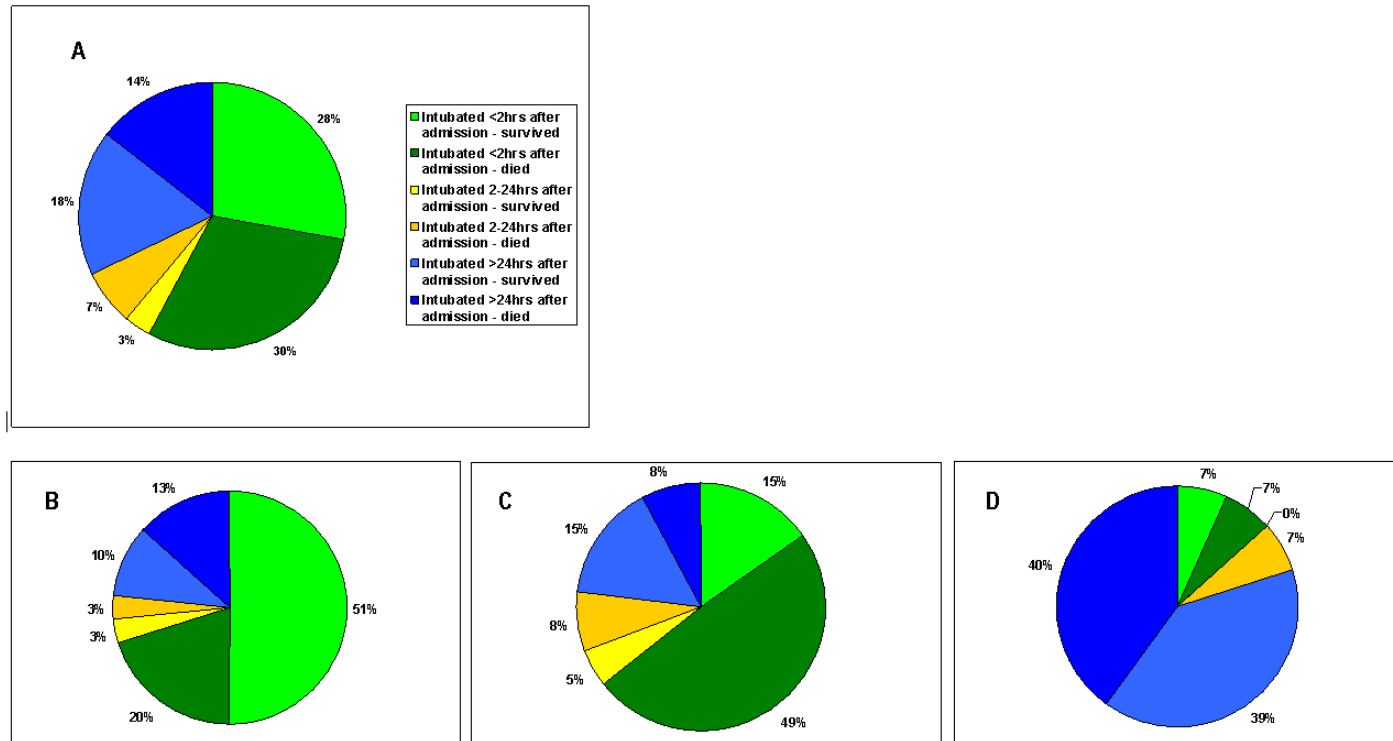 A
14%
28%
18%
7%
3%
30%
Intubated <2hrs after
admission - survived
Intubated <2hrs after
admission - died
Intubated 2-24hrs after
admission - survived
Intubated 2-24hrs after
admission - died
Intubated >24hrs after
admission - survived
Intubated >24hrs after
admission - died
B
13%
10%
3%
3%
20%
51%
C
8%
15%
15%
8%
5%
49%
D
7%
7%
0%
7%
40%
39%